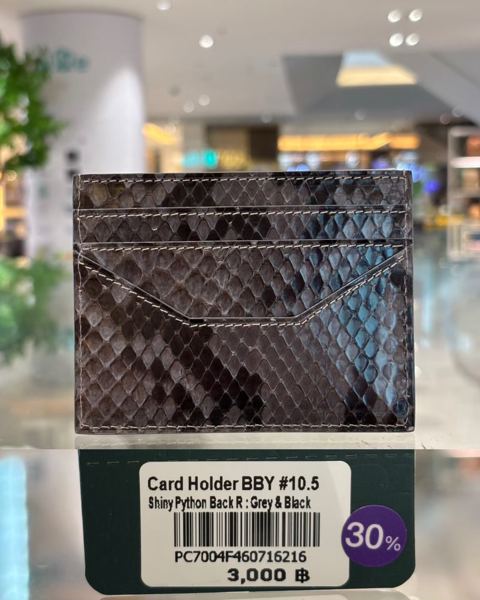 Card Holder BBY #10.5
Shiny Python Back R : Grey & Black
PC7004F460716216
3,000 ฿
30%